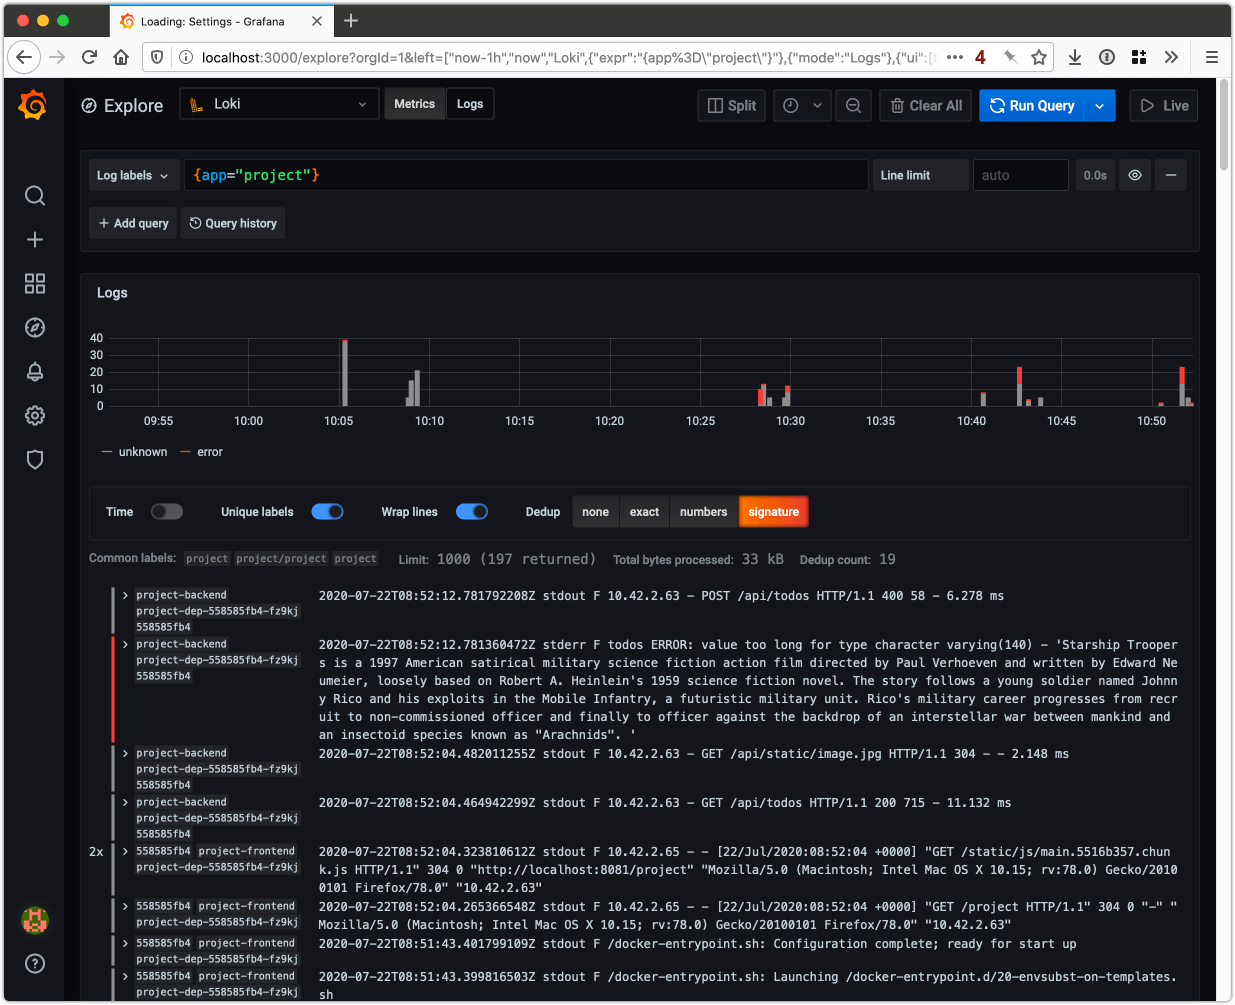 Loading: Settings - Grafana
localhost:3000/explore?orgId=1&left=["now-1h","now","Loki",{"expr":"{app%3D\"project\"}"},{"mode":"Logs"},{"ui":[t ••• 4
Explore Loki Metrics Logs Split Clear All Run Query Live
Log labels {app="project"} Line limit auto 0.0s
+ Add query Query history
Logs
40
30
20
10
0
09:55 10:00 10:05 10:10 10:15 10:20 10:25 10:30 10:35 10:40 10:45 10:50
unknown error
Time Unique labels Wrap lines Dedup none exact numbers signature
Common labels: project project/project project Limit: 1000 (197 returned) Total bytes processed: 33 kB Dedup count: 19
project-backend 2020-07-22T08:52:12.781792208Z stdout F 10.42.2.63 - POST /api/todos HTTP/1.1 400 58 - 6.278 ms
project-dep-558585fb4-fz9kj
558585fb4
project-backend 2020-07-22T08:52:12.781360472Z stderr F todos ERROR: value too long for type character varying(140) - 'Starship Trooper
project-dep-558585fb4-fz9kj s is a 1997 American satirical military science fiction action film directed by Paul Verhoeven and written by Edward Ne
558585fb4 umeier, loosely based on Robert A. Heinlein's 1959 science fiction novel. The story follows a young soldier named Johnn
y Rico and his exploits in the Mobile Infantry, a futuristic military unit. Rico's military career progresses from recr
uit to non-commissioned officer and finally to officer against the backdrop of an interstellar war between mankind and
an insectoid species known as "Arachnids". '
project-backend 2020-07-22T08:52:04.482011255Z stdout F 10.42.2.63 - GET /api/static/image.jpg HTTP/1.1 304 - - 2.148 ms
project-dep-558585fb4-fz9kj
558585fb4
project-backend 2020-07-22T08:52:04.464942299Z stdout F 10.42.2.63 - GET /api/todos HTTP/1.1 200 715 - 11.132 ms
project-dep-558585fb4-fz9kj
558585fb4
2x 558585fb4 project-frontend 2020-07-22T08:52:04.323810612Z stdout F 10.42.2.65 - - [22/Jul/2020:08:52:04 +0000] "GET /static/js/main.5516b357.chun
project-dep-558585fb4-fz9kj k.js HTTP/1.1" 304 0 "http://localhost:8081/project" "Mozilla/5.0 (Macintosh; Intel Mac OS X 10.15; rv:78.0) Gecko/2010
0101 Firefox/78.0" "10.42.2.63"
558585fb4 project-frontend 2020-07-22T08:52:04.265366548Z stdout F 10.42.2.65 - - [22/Jul/2020:08:52:04 +0000] "GET /project HTTP/1.1" 304 0 "-" "
project-dep-558585fb4-fz9kj Mozilla/5.0 (Macintosh; Intel Mac OS X 10.15; rv:78.0) Gecko/20100101 Firefox/78.0" "10.42.2.63"
558585fb4 project-frontend 2020-07-22T08:51:43.401799109Z stdout F /docker-entrypoint.sh: Configuration complete; ready for start up
project-dep-558585fb4-fz9kj
558585fb4 project-frontend 2020-07-22T08:51:43.399816503Z stdout F /docker-entrypoint.sh: Launching /docker-entrypoint.d/20-envsubst-on-templates.
project-dep-558585fb4-fz9kj sh